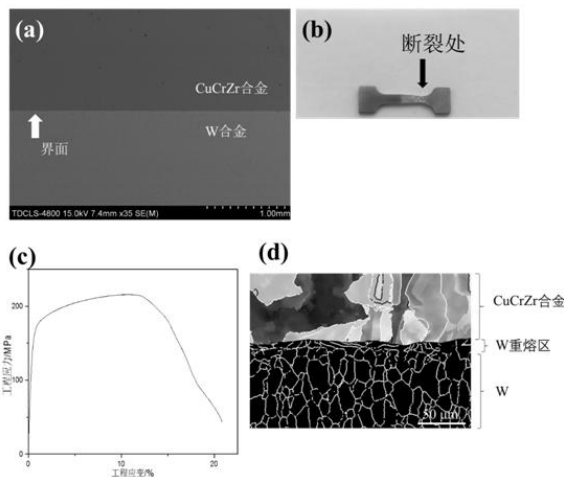 (a)
CuCrZr合金
W合金
界面
TDCLS-4800 15.0kV 7.4mm x35 SE(M)
1.00mm
(b)
断裂处
(c)
工程应力/MPa
200
100
0
0
10
20
工程应变/%
(d)
CuCrZr合金
W重熔区
W
50 μm